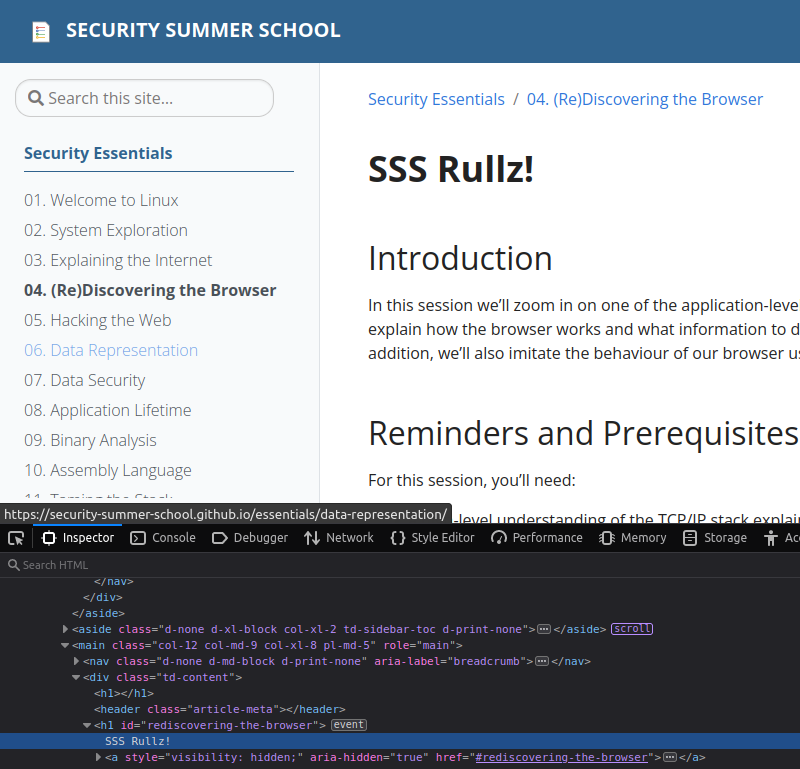 SECURITY SUMMER SCHOOL
Search this site…
Security Essentials
01. Welcome to Linux
02. System Exploration
03. Explaining the Internet
04. (Re)Discovering the Browser
05. Hacking the Web
06. Data Representation
07. Data Security
08. Application Lifetime
09. Binary Analysis
10. Assembly Language
11. Taming the Stack
Security Essentials / 04. (Re)Discovering the Browser
SSS Rullz!
Introduction
In this session we’ll zoom in on one of the application-leve
explain how the browser works and what information to d
addition, we’ll also imitate the behaviour of our browser us
Reminders and Prerequisites
For this session, you’ll need:
-level understanding of the TCP/IP stack explain
https://security-summer-school.github.io/essentials/data-representation/
Inspector Console Debugger Network {} Style Editor Performance Memory Storage Acc
Search HTML
</nav>
</div>
</aside>
<aside class="d-none d-xl-block col-xl-2 td-sidebar-toc d-print-none">…</aside> scroll
<main class="col-12 col-md-9 col-xl-8 pl-md-5" role="main">
<nav class="d-none d-md-block d-print-none" aria-label="breadcrumb">…</nav>
<div class="td-content">
<h1></h1>
<header class="article-meta"></header>
<h1 id="rediscovering-the-browser"> event
SSS Rullz!
<a style="visibility: hidden;" aria-hidden="true" href="#rediscovering-the-browser">…</a>